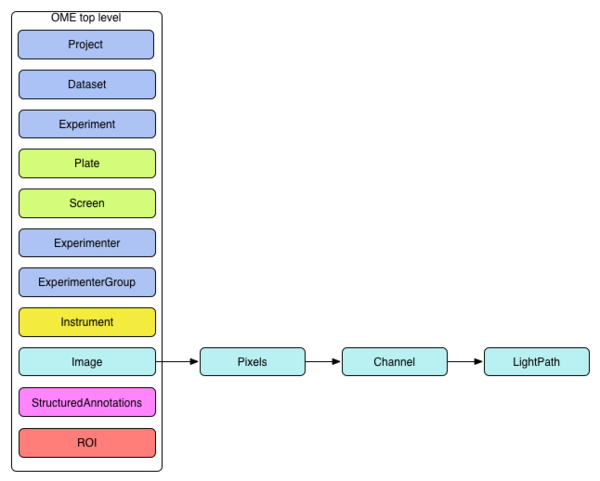 OME top level
Project
Dataset
Experiment
Plate
Screen
Experimenter
ExperimenterGroup
Instrument
Image
Pixels
Channel
LightPath
StructuredAnnotations
ROI